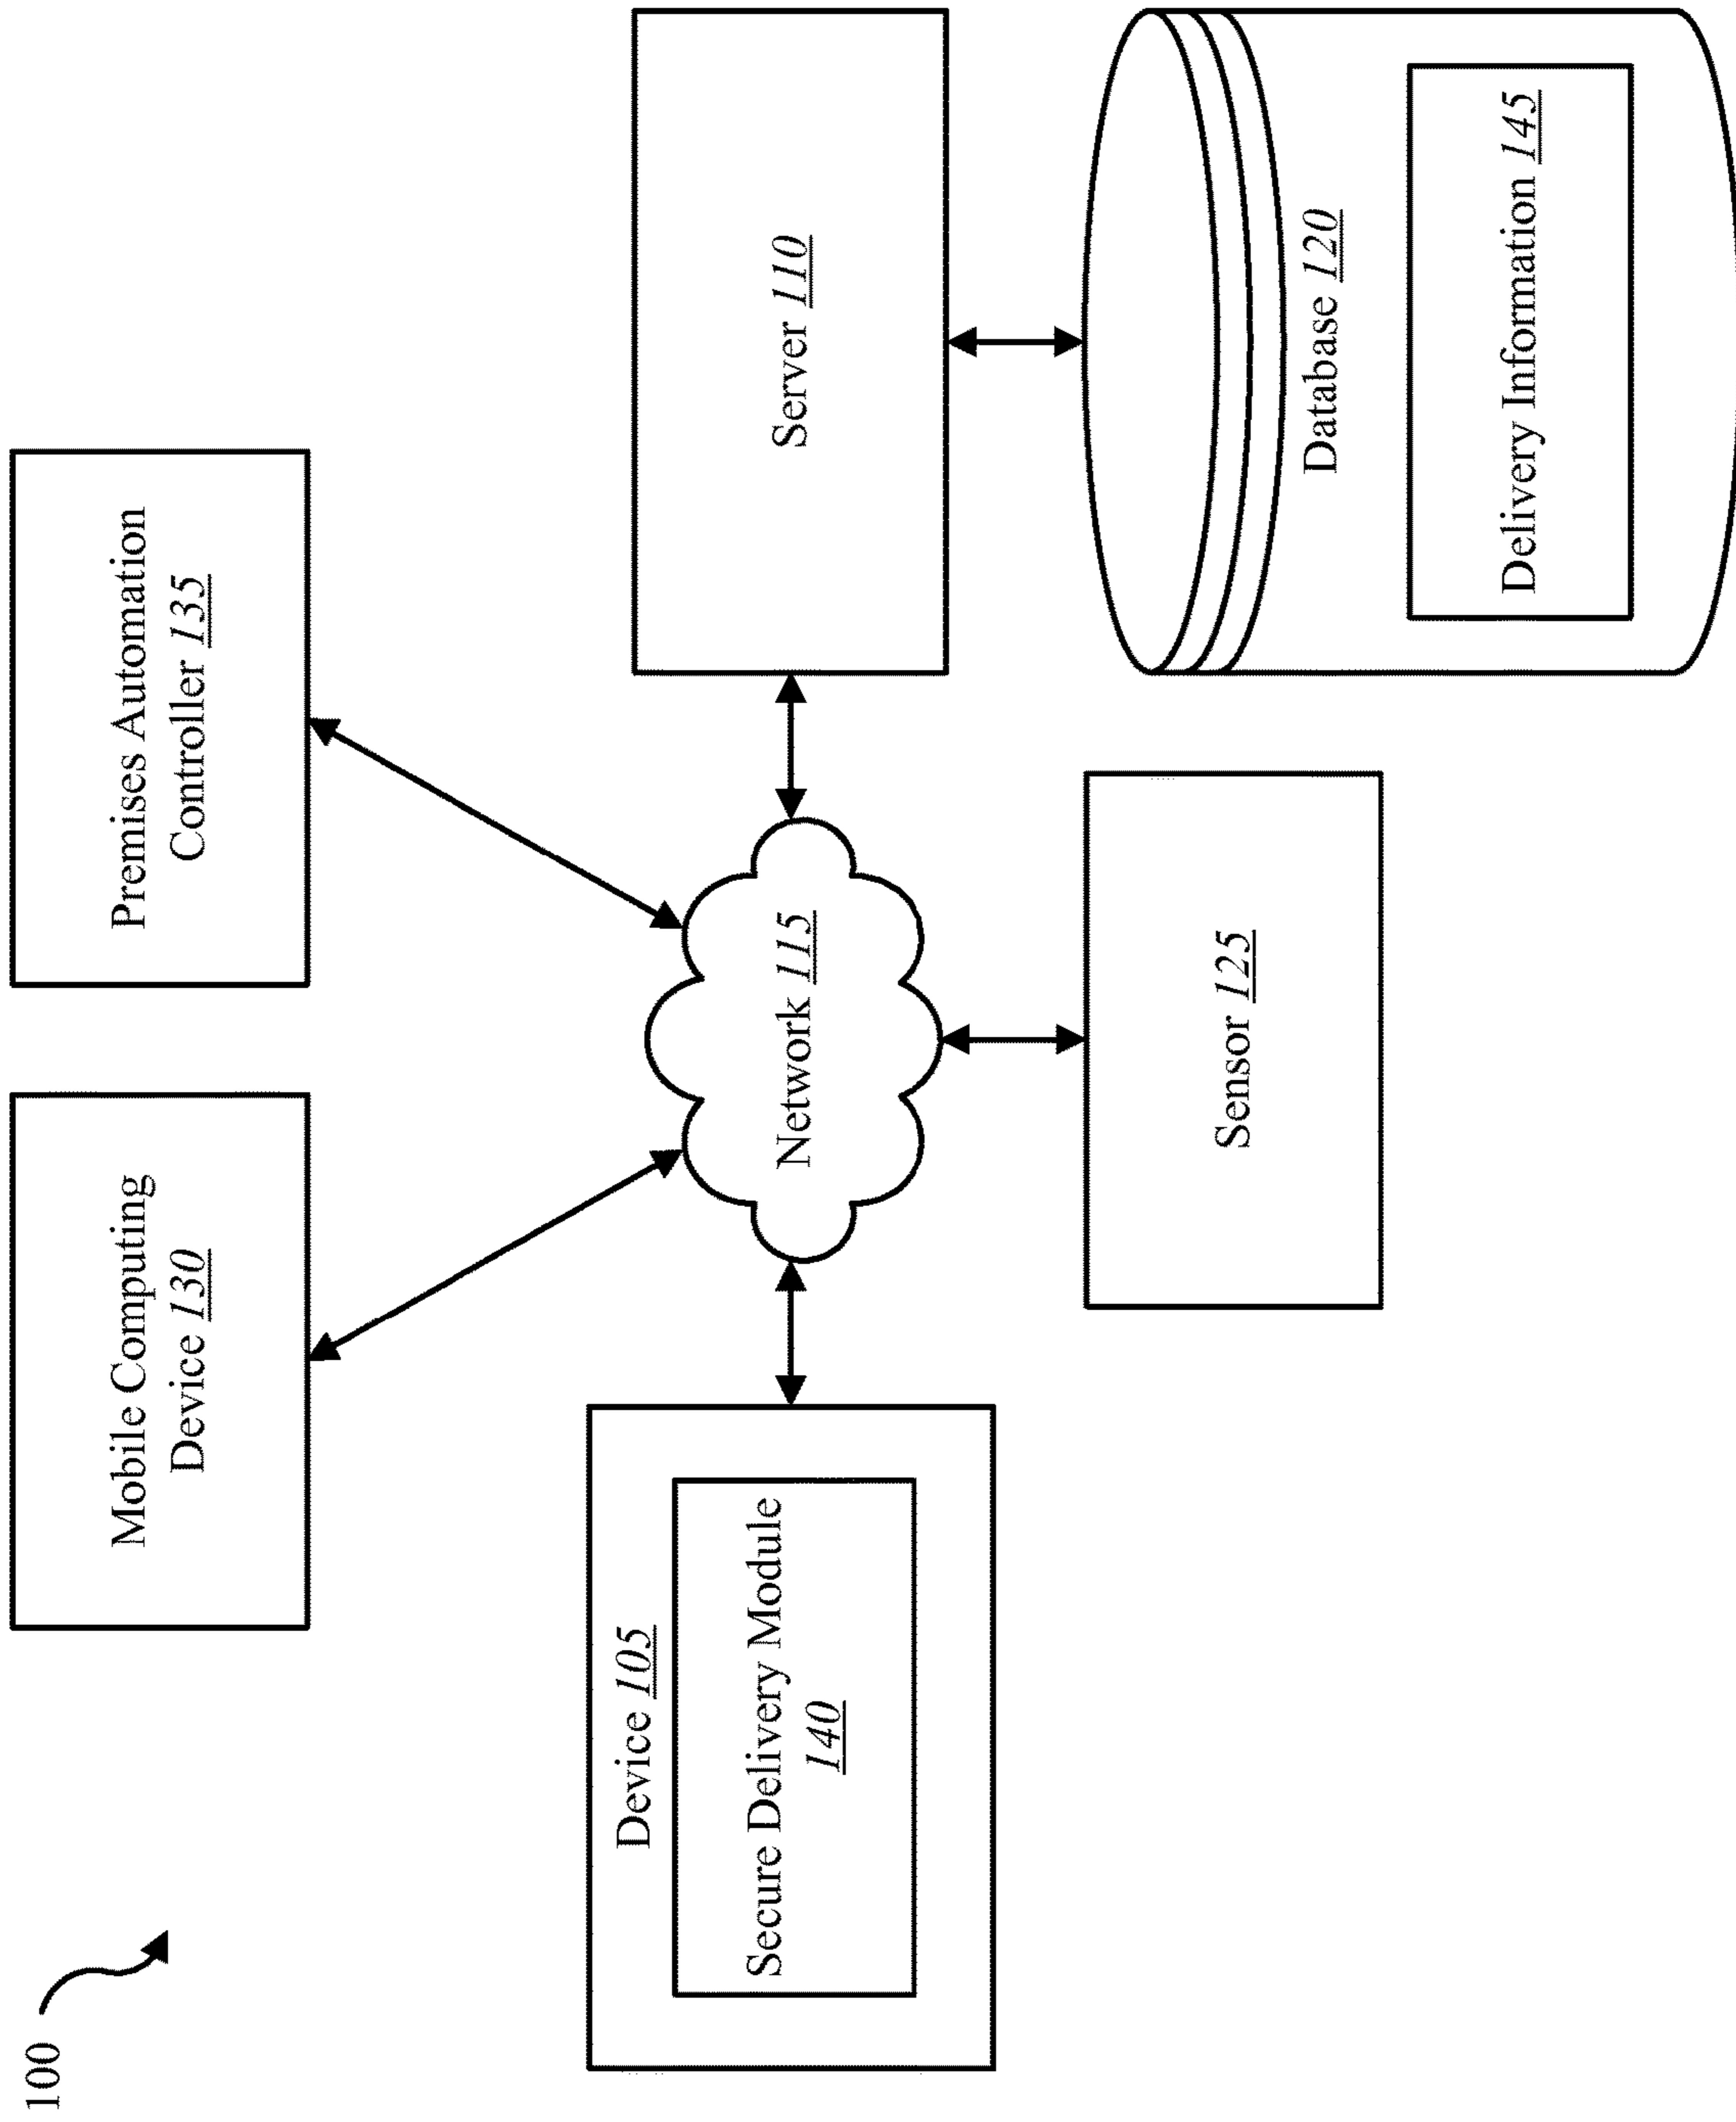 100
Mobile Computing
Device 130
Premises Automation
Controller 135
Device 105
Secure Delivery Module
140
Network 115
Server 110
Sensor 125
Database 120
Delivery Information 145